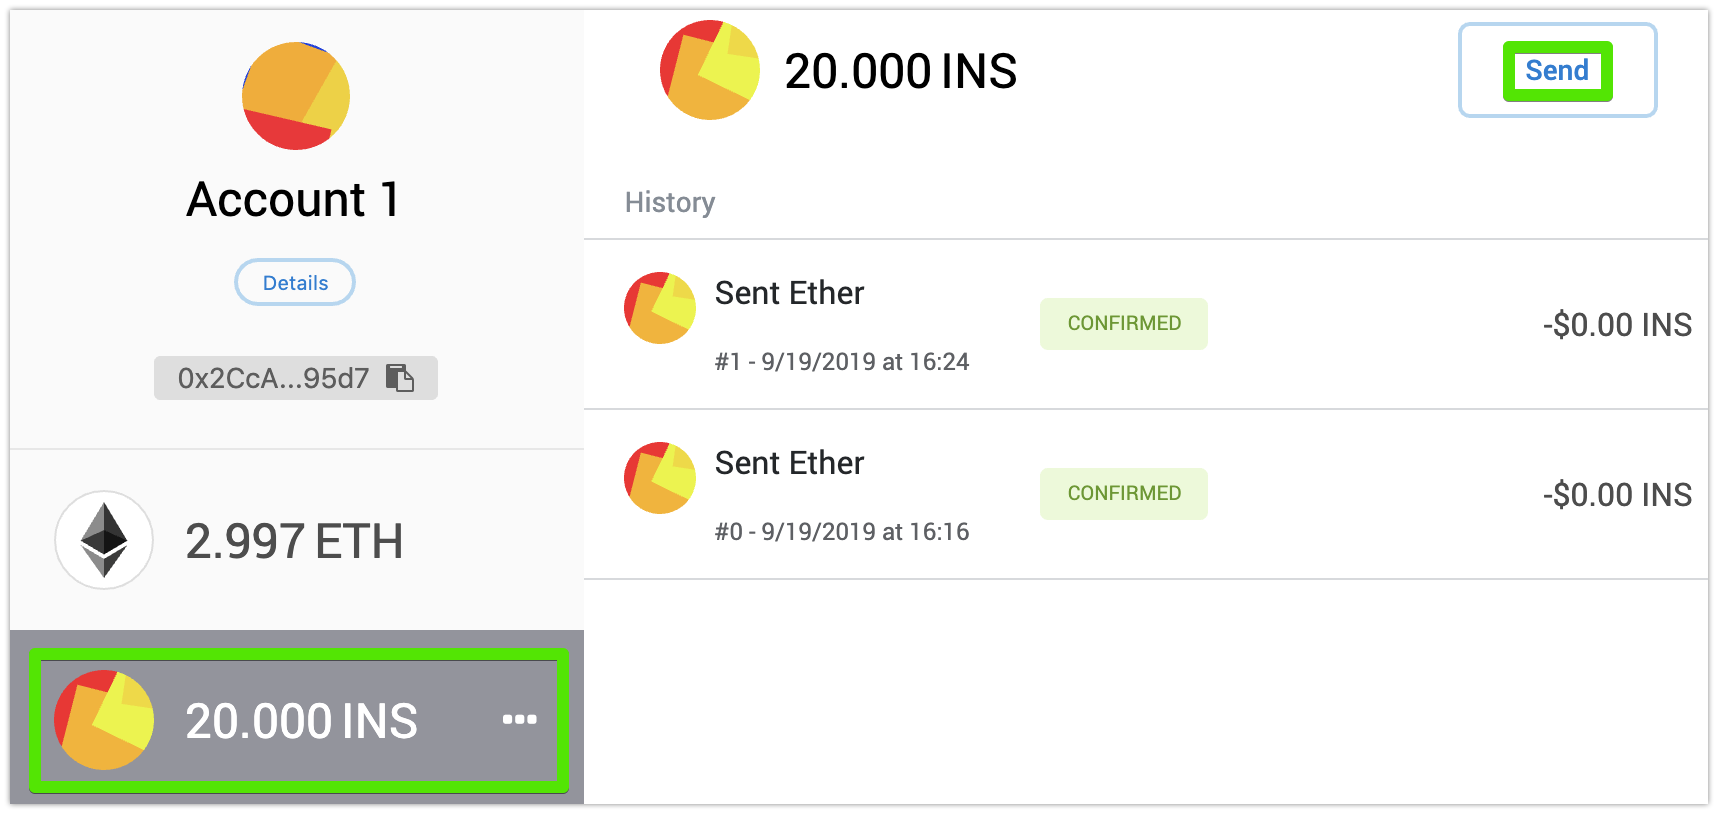 Account 1
Details
0x2CcA...95d7
2.997 ETH
20.000 INS
20.000 INS
Send
History
Sent Ether
#1 - 9/19/2019 at 16:24
CONFIRMED
-$0.00 INS
Sent Ether
#0 - 9/19/2019 at 16:16
CONFIRMED
-$0.00 INS